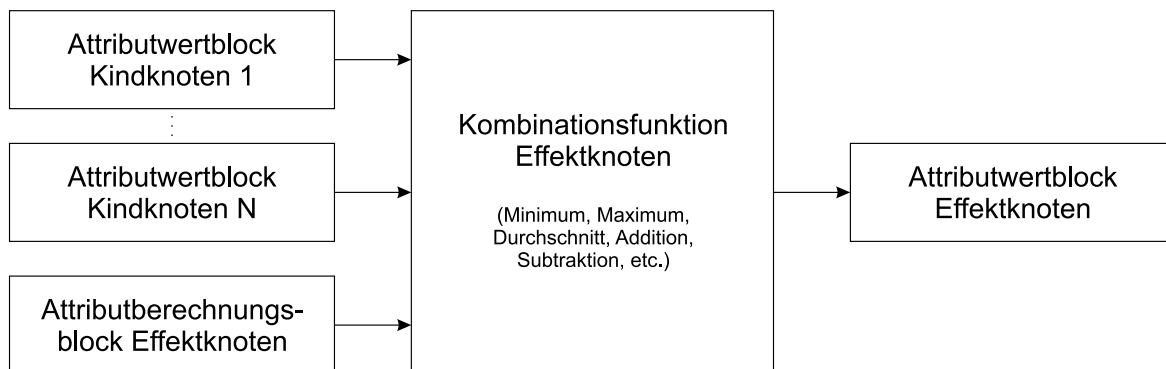 Attributwertblock
Kindknoten 1
Attributwertblock
Kindknoten N
Attributberechnungs-
block Effektknoten
Kombinationsfunktion
Effektknoten
(Minimum, Maximum,
Durchschnitt, Addition,
Subtraktion, etc.)
Attributwertblock
Effektknoten